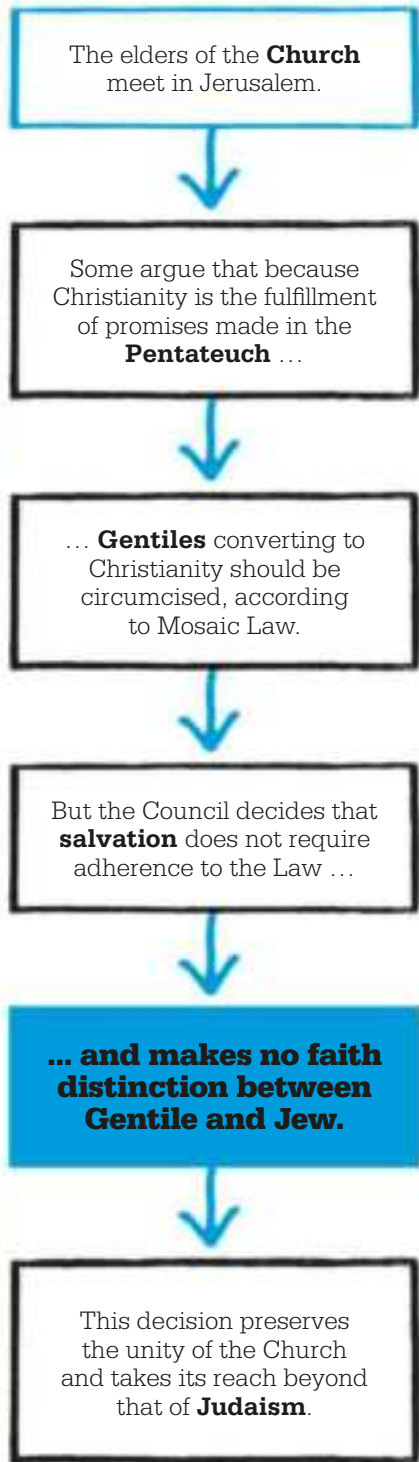 The elders of the Church
meet in Jerusalem.
Some argue that because
Christianity is the fulfillment
of promises made in the
Pentateuch …
… Gentiles converting to
Christianity should be
circumcised, according
to Mosaic Law.
But the Council decides that
salvation does not require
adherence to the Law …
... and makes no faith
distinction between
Gentile and Jew.
This decision preserves
the unity of the Church
and takes its reach beyond
that of Judaism.